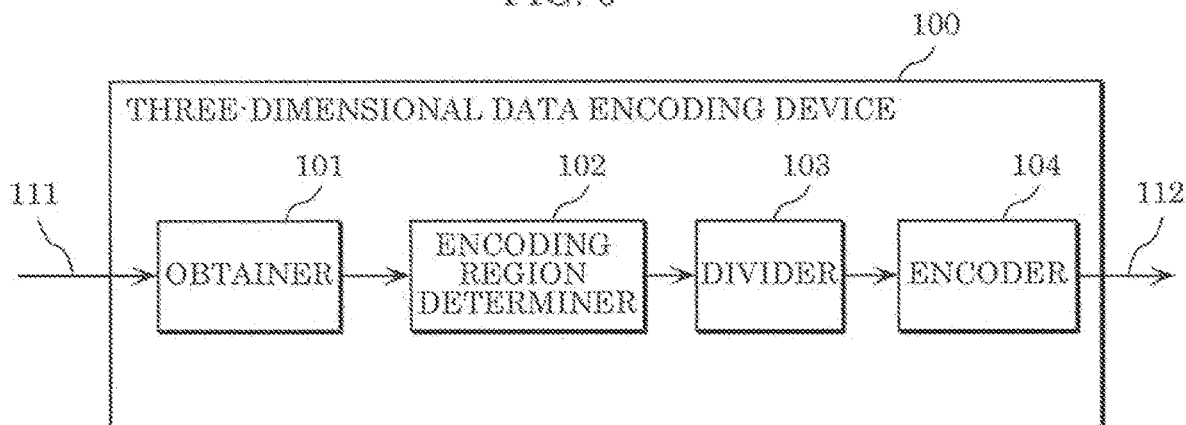 100
THREE-DIMENSIONAL DATA ENCODING DEVICE
111
101
102
103
104
112
OBTAINER
ENCODING
REGION
DETERMINER
DIVIDER
ENCODER